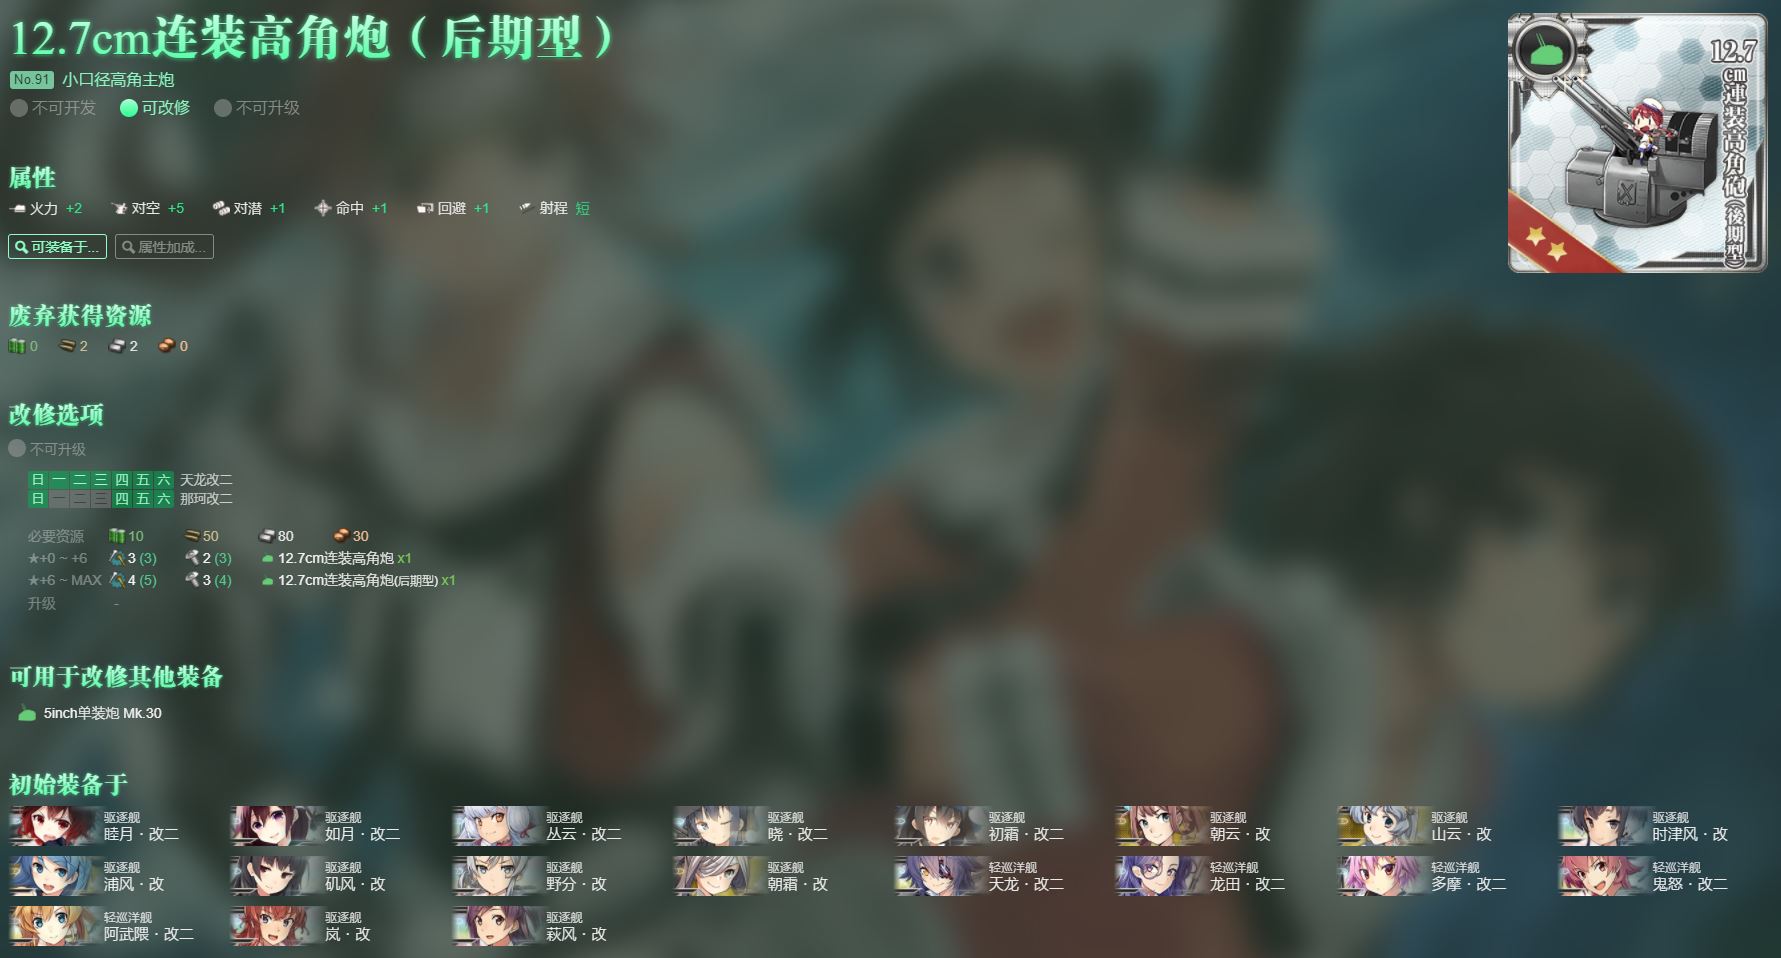 12.7cm连装高角炮（后期型）
No.91 小口径高角主炮
不可开发 可改修 不可升级
属性
火力 +2 对空 +5 对潜 +1 命中 +1 回避 +1 射程 短
可装备于... 属性加成...
12.7
cm連装高角砲(後期型)
废弃获得资源
0 2 2 0
改修选项
不可升级
日 一 二 三 四 五 六 天龙改二
日 一 二 三 四 五 六 那珂改二
必要资源 10 50 80 30
★+0 ~ +6 3 (3) 2 (3) 12.7cm连装高角炮 x1
★+6 ~ MAX 4 (5) 3 (4) 12.7cm连装高角炮(后期型) x1
升级 -
可用于改修其他装备
5inch单装炮 Mk.30
初始装备于
驱逐舰 驱逐舰 驱逐舰 驱逐舰 驱逐舰 驱逐舰 驱逐舰 驱逐舰
睦月·改二 如月·改二 丛云·改二 晓·改二 初霜·改二 朝云·改 山云·改 时津风·改
驱逐舰 驱逐舰 驱逐舰 驱逐舰 轻巡洋舰 轻巡洋舰 轻巡洋舰 轻巡洋舰
浦风·改 矶风·改 野分·改 朝霜·改 天龙·改二 龙田·改二 多摩·改二 鬼怒·改二
轻巡洋舰 驱逐舰 驱逐舰
阿武隈·改二 岚·改 萩风·改